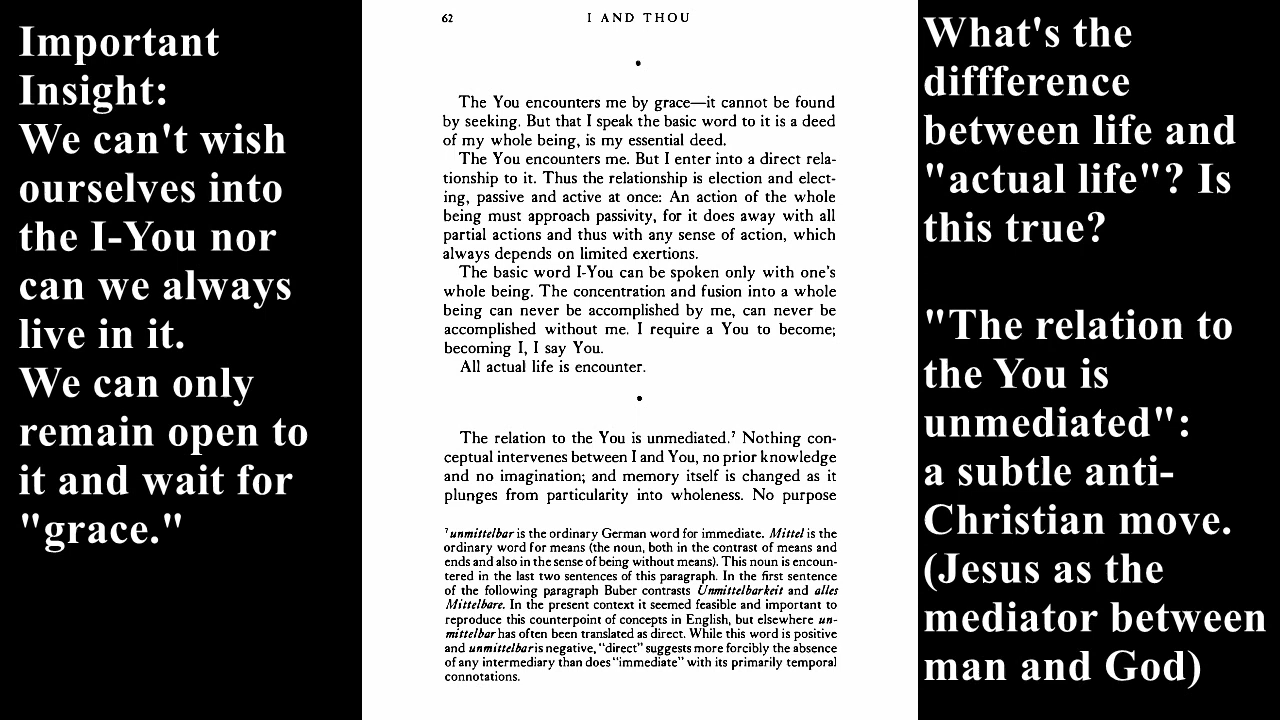 Important
Insight:
We can't wish
ourselves into
the I-You nor
can we always
live in it.
We can only
remain open to
it and wait for
"grace."
62 I AND THOU
•
The You encounters me by grace—it cannot be found
by seeking. But that I speak the basic word to it is a deed
of my whole being, is my essential deed.
The You encounters me. But I enter into a direct rela-
tionship to it. Thus the relationship is election and elect-
ing, passive and active at once: An action of the whole
being must approach passivity, for it does away with all
partial actions and thus with any sense of action, which
always depends on limited exertions.
The basic word I-You can be spoken only with one's
whole being. The concentration and fusion into a whole
being can never be accomplished by me, can never be
accomplished without me. I require a You to become;
becoming I, I say You.
All actual life is encounter.
•
The relation to the You is unmediated.⁷ Nothing con-
ceptual intervenes between I and You, no prior knowledge
and no imagination; and memory itself is changed as it
plunges from particularity into wholeness. No purpose
⁷unmittelbar is the ordinary German word for immediate. Mittel is the
ordinary word for means (the noun, both in the contrast of means and
ends and also in the sense of being without means). This noun is encoun-
tered in the last two sentences of this paragraph. In the first sentence
of the following paragraph Buber contrasts Unmittelbarkeit and alles
Mittelbare. In the present context it seemed feasible and important to
reproduce this counterpoint of concepts in English, but elsewhere un-
mittelbar has often been translated as direct. While this word is positive
and unmittelbar is negative, "direct" suggests more forcibly the absence
of any intermediary than does "immediate" with its primarily temporal
connotations.
What's the
diffference
between life and
"actual life"? Is
this true?
"The relation to
the You is
unmediated":
a subtle anti-
Christian move.
(Jesus as the
mediator between
man and God)